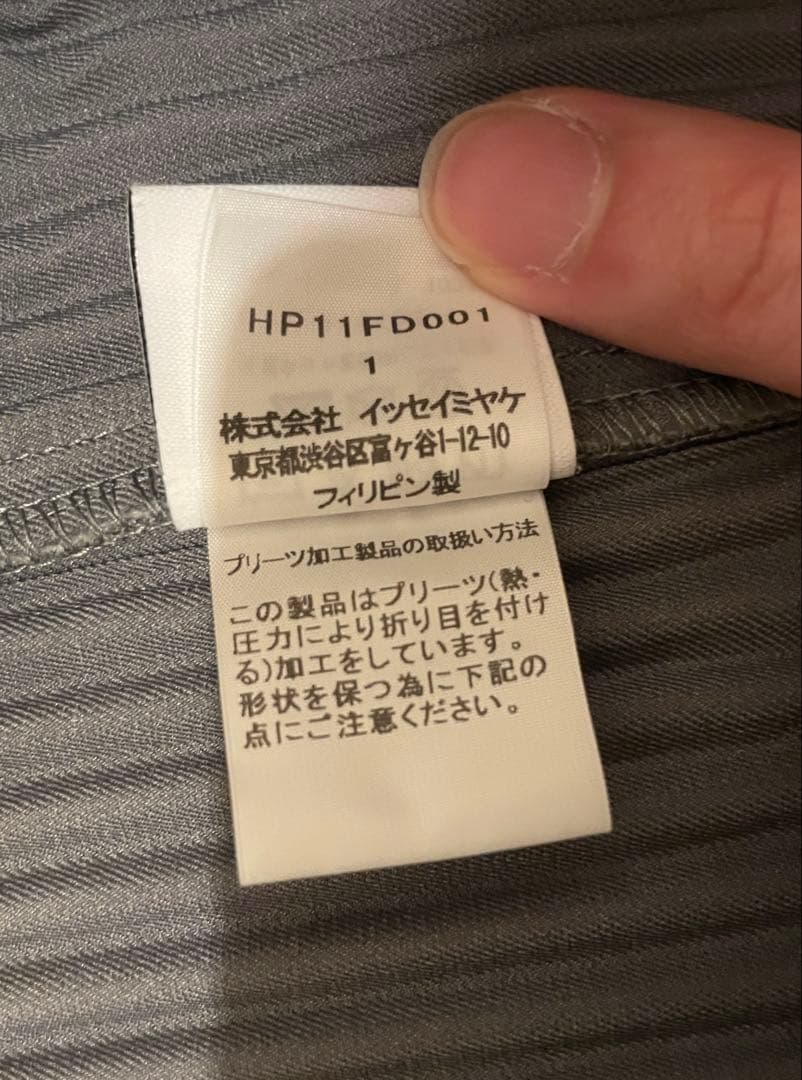 HP11FD001
1
株式会社 イッセイミヤケ
東京都渋谷区富ケ谷1-12-10
フィリピン製
プリーツ加工製品の取扱い方法
この製品はプリーツ(熱・
圧力により折り目を付け
る)加工をしています。
形状を保つ為に下記の
点にご注意ください。